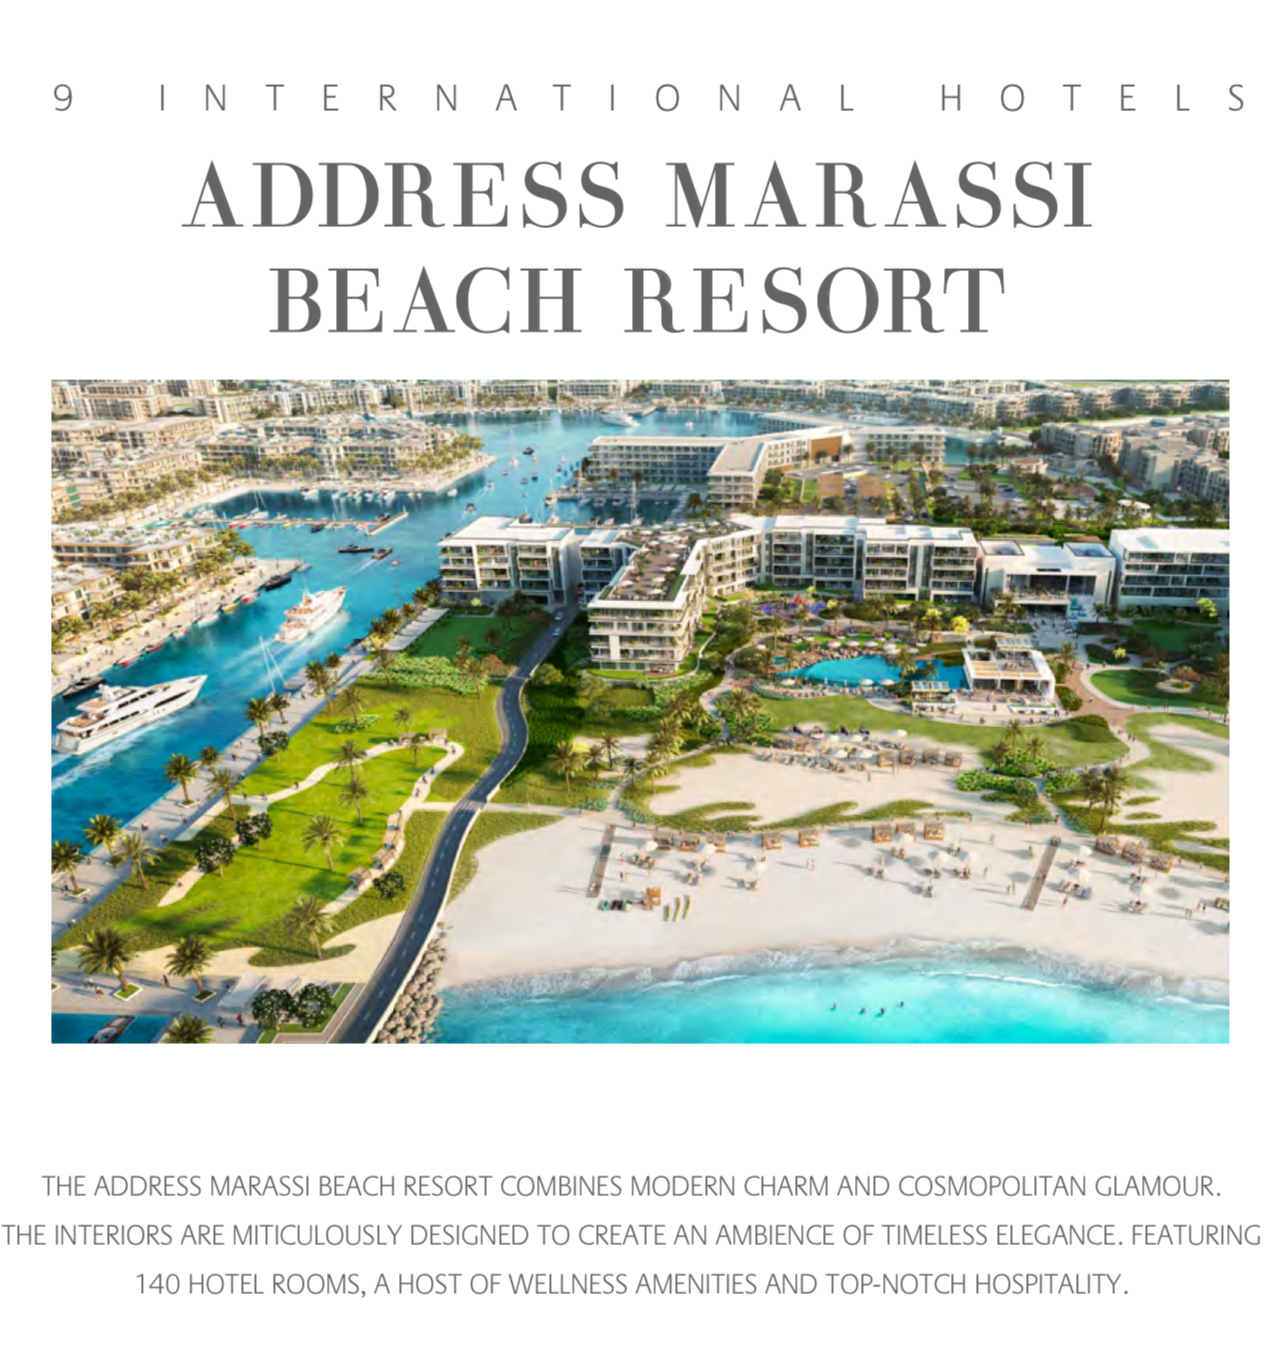 9 INTERNATIONAL HOTELS
ADDRESS MARASSI
BEACH RESORT
THE ADDRESS MARASSI BEACH RESORT COMBINES MODERN CHARM AND COSMOPOLITAN GLAMOUR.
THE INTERIORS ARE MITICULOUSLY DESIGNED TO CREATE AN AMBIENCE OF TIMELESS ELEGANCE. FEATURING
140 HOTEL ROOMS, A HOST OF WELLNESS AMENITIES AND TOP-NOTCH HOSPITALITY.